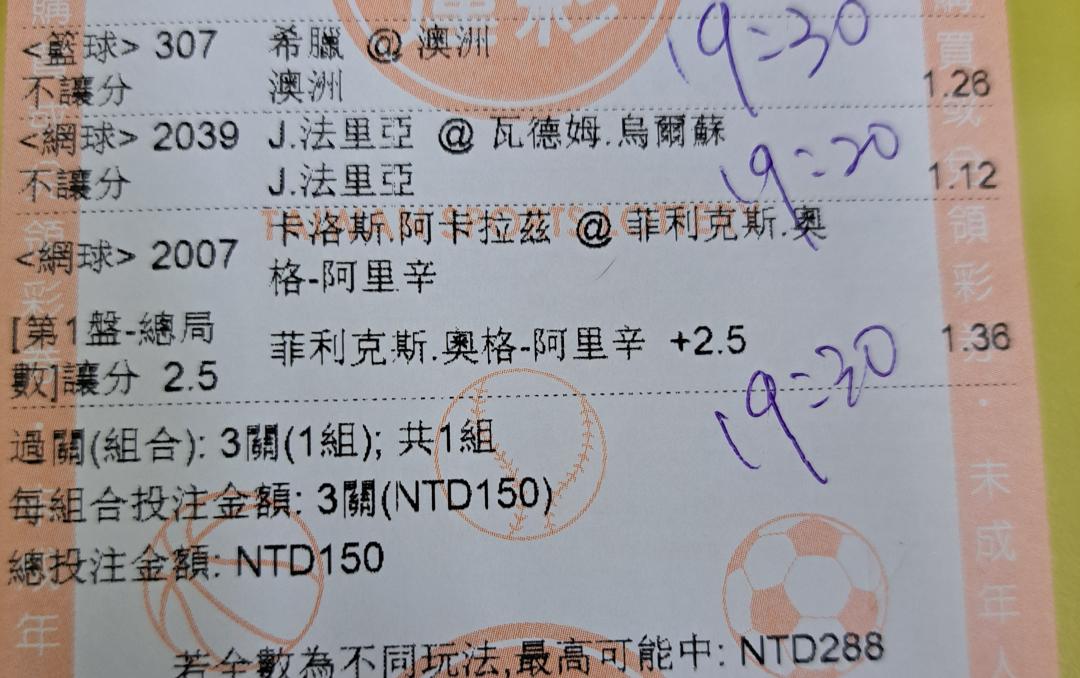 <籃球> 307 希臘 @ 澳洲 19:30
不讓分 澳洲 1.26
<網球> 2039 J.法里亞 @ 瓦德姆.烏爾蘇 19:20
不讓分 J.法里亞 1.12
<網球> 2007 卡洛斯.阿卡拉茲 @ 菲利克斯.奧
格-阿里辛
[第1盤-總局
數]讓分 2.5 菲利克斯.奧格-阿里辛 +2.5 1.36
19:30
過關(組合): 3關(1組); 共1組
每組合投注金額: 3關(NTD150)
總投注金額: NTD150
若全數為不同玩法,最高可能中: NTD288